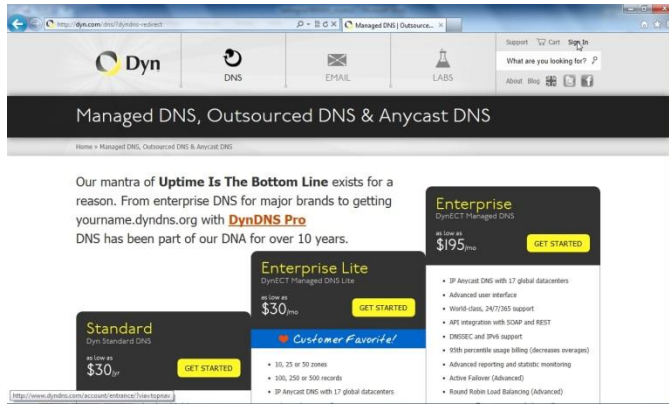 http://dyn.com/dns/?dyndns-redirect
Managed DNS | Outsource...
Support Cart Sign In
Dyn
DNS
EMAIL
LABS
What are you looking for?
About Blog
Managed DNS, Outsourced DNS & Anycast DNS
Home » Managed DNS, Outsourced DNS & Anycast DNS
Our mantra of Uptime Is The Bottom Line exists for a
reason. From enterprise DNS for major brands to getting
yourname.dyndns.org with DynDNS Pro
DNS has been part of our DNA for over 10 years.
Enterprise
DynECT Managed DNS
as low as
$195/mo
GET STARTED
• IP Anycast DNS with 17 global datacenters
• Advanced user interface
• World-class, 24/7/365 support
• API integration with SOAP and REST
• DNSSEC and IPv6 support
• 95th percentile usage billing (decreases overages)
• Advanced reporting and statistic monitoring
• Active Failover (Advanced)
• Round Robin Load Balancing (Advanced)
Enterprise Lite
DynECT Managed DNS Lite
as low as
$30/mo
GET STARTED
Customer Favorite!
• 10, 25 or 50 zones
• 100, 250 or 500 records
• IP Anycast DNS with 17 global datacenters
Standard
Dyn Standard DNS
as low as
$30/yr
GET STARTED
http://www.dyndns.com/account/entrance/?via=topnav